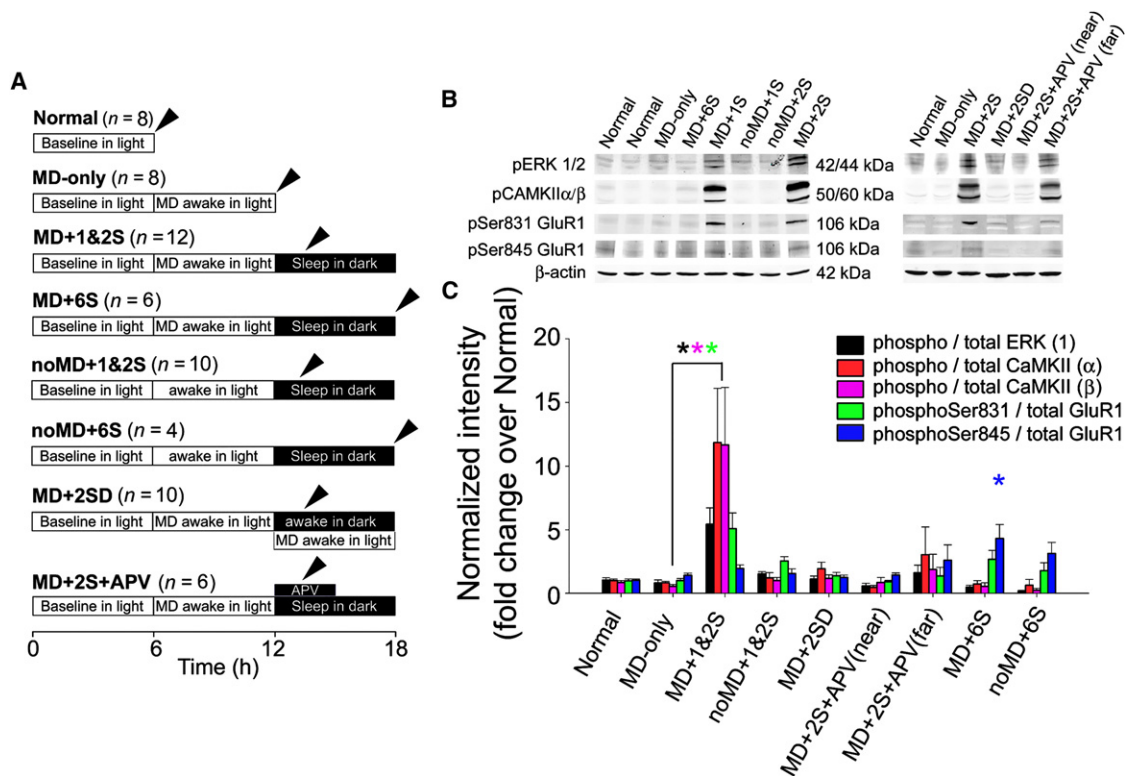 A
Normal (n = 8)
Baseline in light
MD-only (n = 8)
Baseline in light MD awake in light
MD+1&2S (n = 12)
Baseline in light MD awake in light Sleep in dark
MD+6S (n = 6)
Baseline in light MD awake in light Sleep in dark
noMD+1&2S (n = 10)
Baseline in light awake in light Sleep in dark
noMD+6S (n = 4)
Baseline in light awake in light Sleep in dark
MD+2SD (n = 10)
Baseline in light MD awake in light awake in dark
MD awake in light
MD+2S+APV (n = 6)
APV
Baseline in light MD awake in light Sleep in dark
0 6 12 18
Time (h)
B
Normal Normal MD-only MD+6S MD+1S noMD+1S noMD+2S MD+2S
Normal MD-only MD+2S MD+2SD MD+2S+APV (near) MD+2S+APV (far)
pERK 1/2 42/44 kDa
pCAMKIIα/β 50/60 kDa
pSer831 GluR1 106 kDa
pSer845 GluR1 106 kDa
β-actin 42 kDa
C
Normalized intensity
(fold change over Normal)
20
15
10
5
0
* * *
*
phospho / total ERK (1)
phospho / total CaMKII (α)
phospho / total CaMKII (β)
phosphoSer831 / total GluR1
phosphoSer845 / total GluR1
Normal
MD-only
MD+1&2S
noMD+1&2S
MD+2SD
MD+2S+APV(near)
MD+2S+APV(far)
MD+6S
noMD+6S